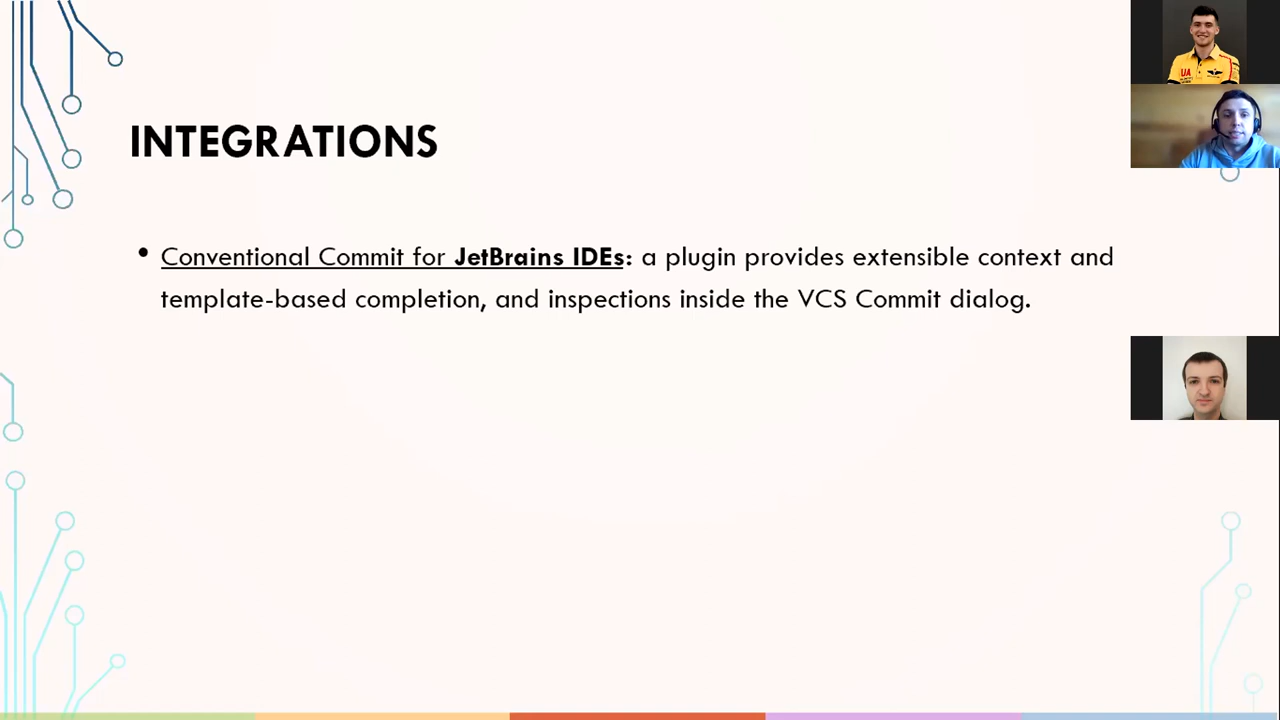 INTEGRATIONS
• Conventional Commit for JetBrains IDEs: a plugin provides extensible context and
template-based completion, and inspections inside the VCS Commit dialog.
UA